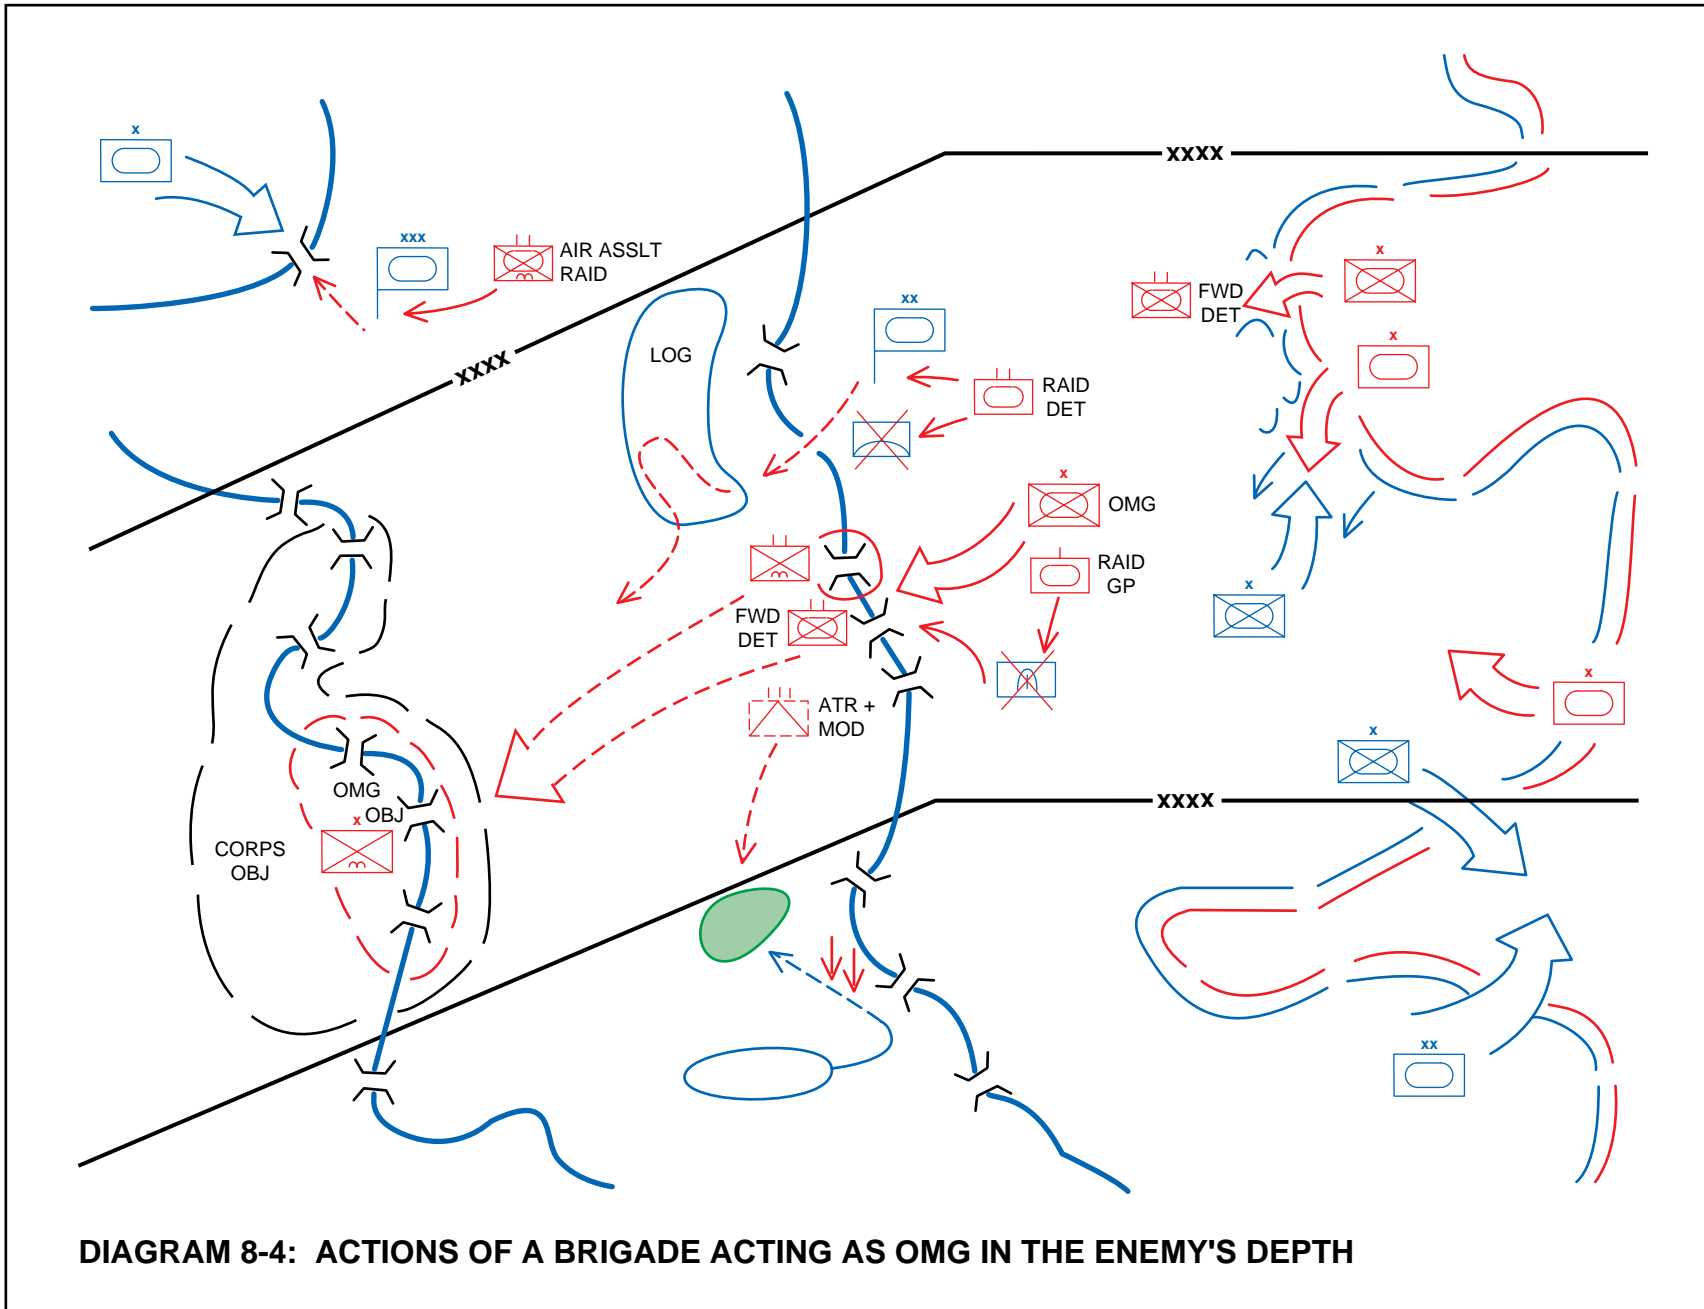 xxxx
x
x
xxx
AIR ASSLT
RAID
x
FWD
DET
xx
x
LOG
xxxx
RAID
DET
x
OMG
RAID
GP
x
FWD
DET
x
ATR +
MOD
x
OMG
OBJ
x
xxxx
CORPS
OBJ
xx
DIAGRAM 8-4: ACTIONS OF A BRIGADE ACTING AS OMG IN THE ENEMY'S DEPTH